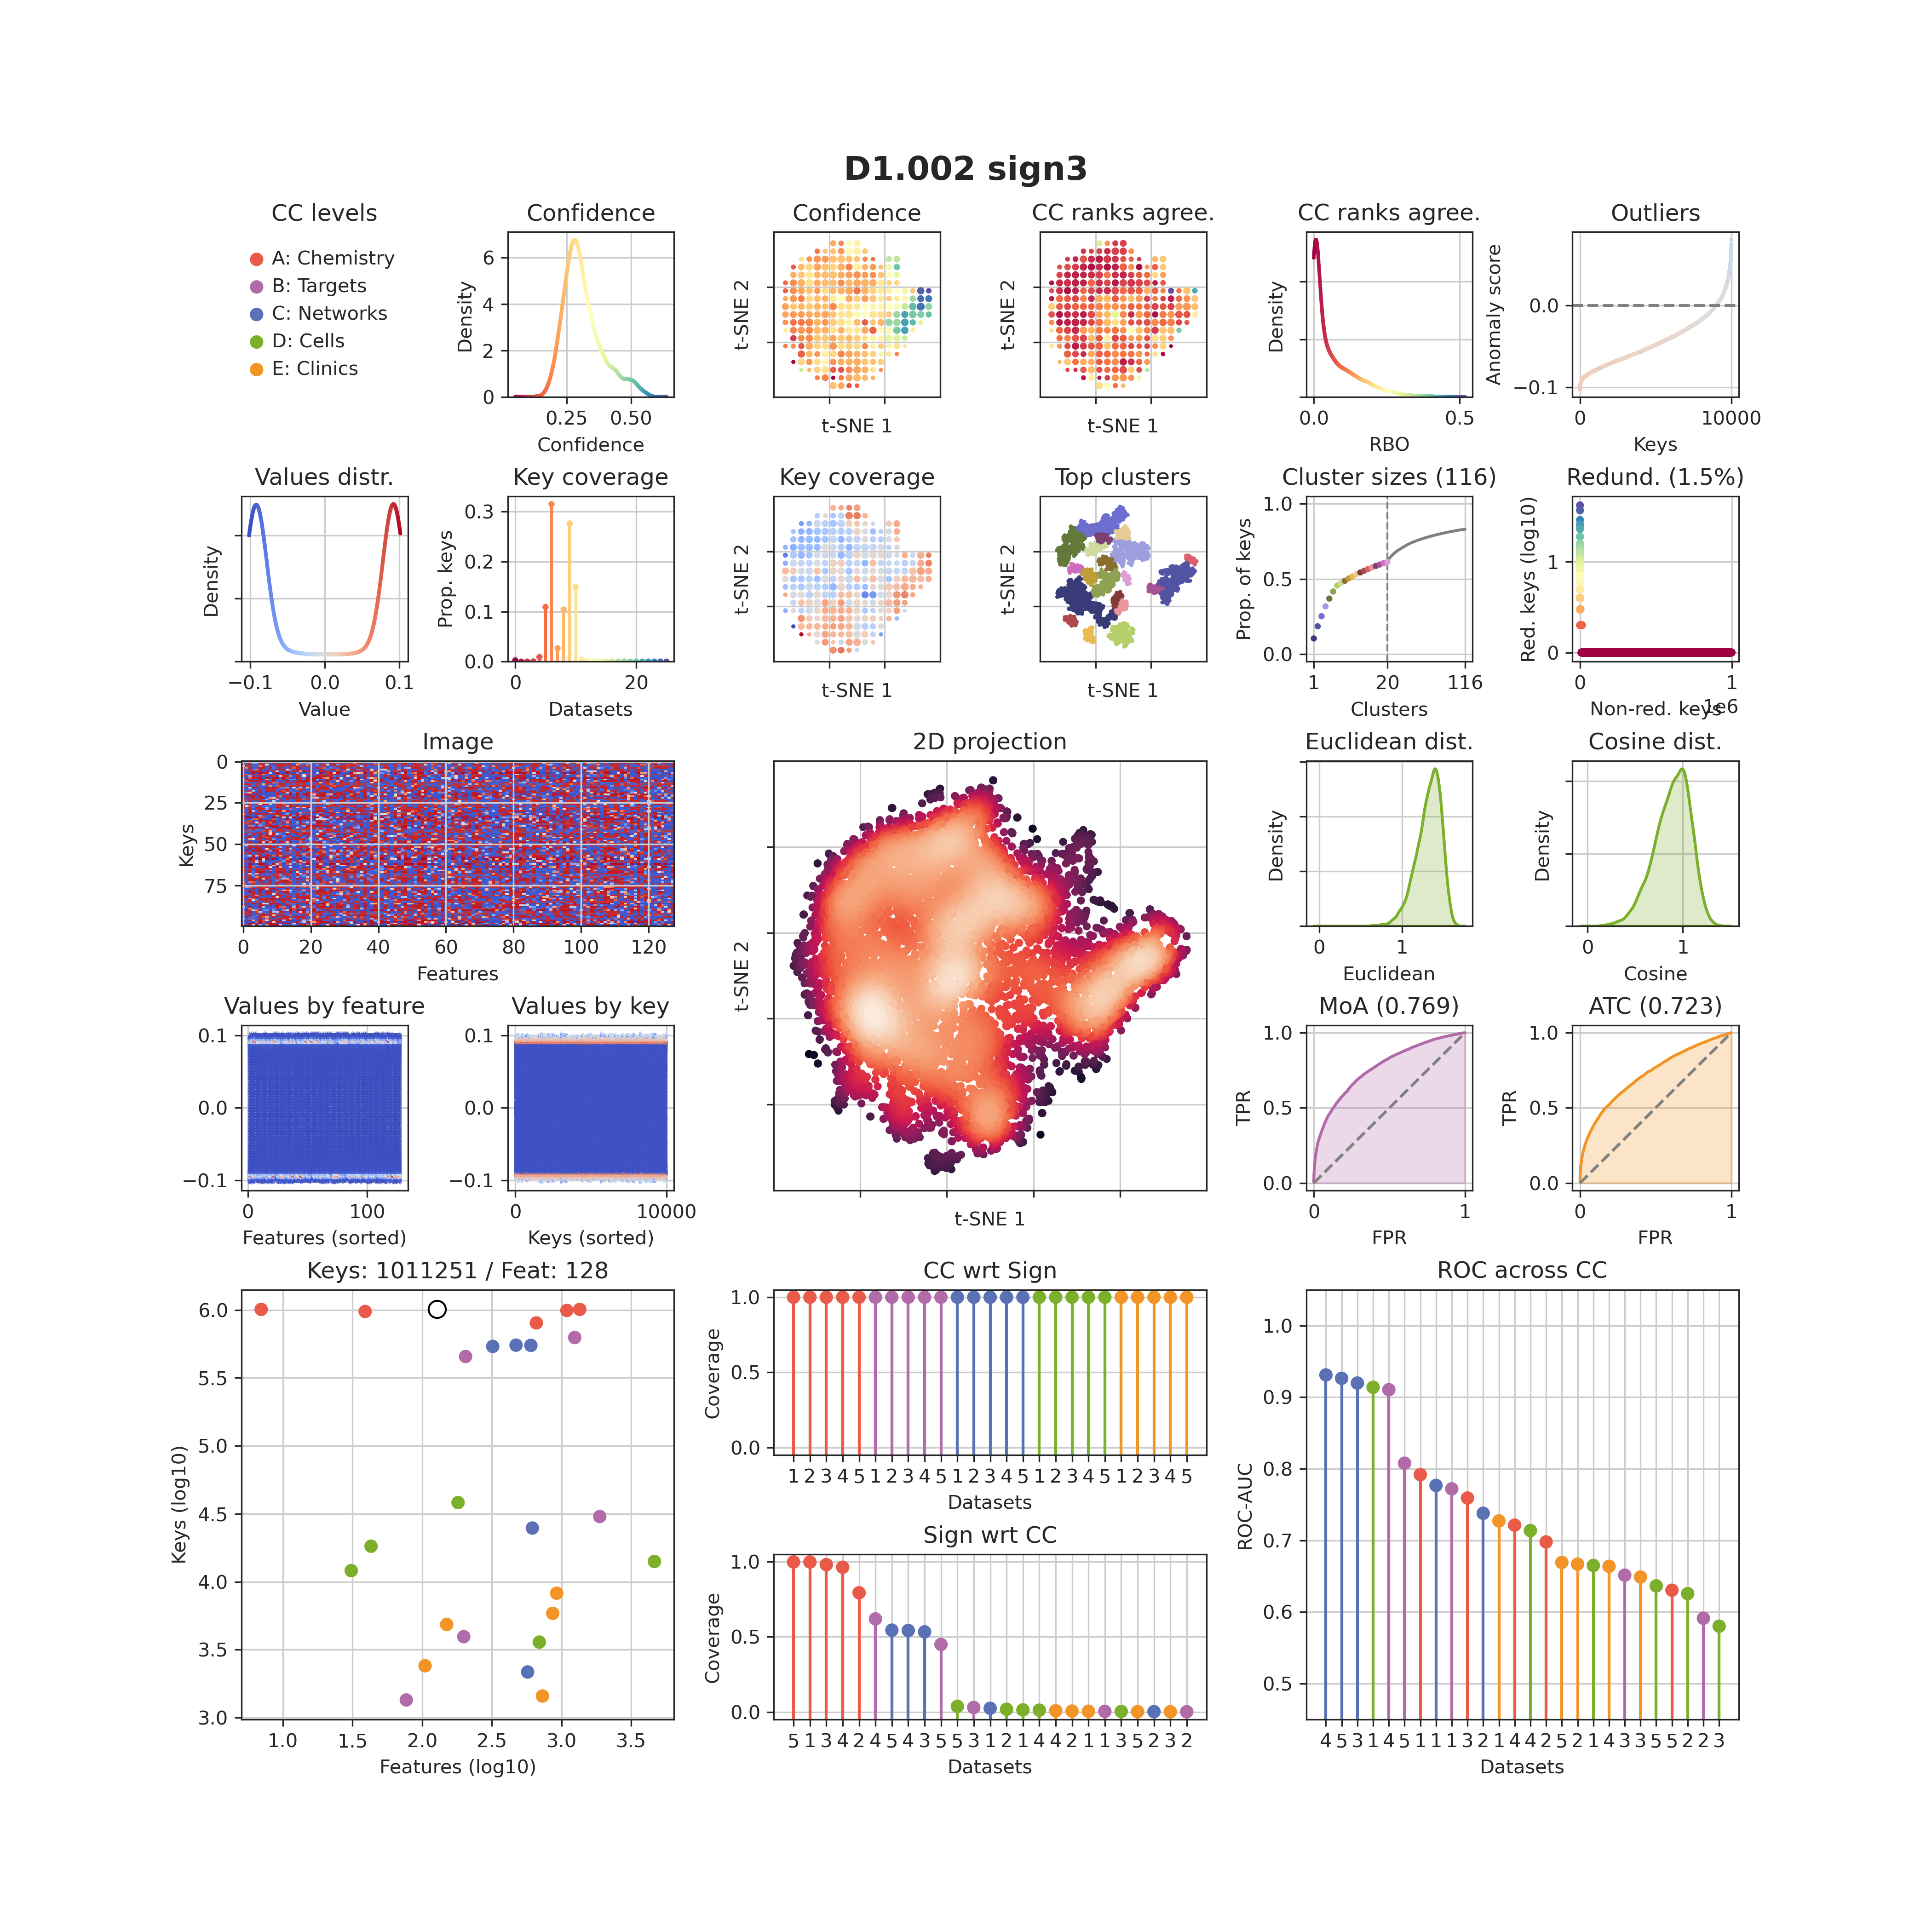 D1.002 sign3
CC levels
A: Chemistry
B: Targets
C: Networks
D: Cells
E: Clinics
Confidence
Density
0 2 4 6
0.25 0.50
Confidence
Confidence
t-SNE 2
t-SNE 1
CC ranks agree.
t-SNE 2
t-SNE 1
CC ranks agree.
Density
0.0 0.5
RBO
Outliers
Anomaly score
0.0
−0.1
0 10000
Keys
Values distr.
Density
−0.1 0.0 0.1
Value
Key coverage
Prop. keys
0.3
0.2
0.1
0.0
0 20
Datasets
Key coverage
t-SNE 2
t-SNE 1
Top clusters
t-SNE 2
t-SNE 1
Cluster sizes (116)
Prop. of keys
1.0
0.5
0.0
1 20 116
Clusters
Redund. (1.5%)
Red. keys (log10)
1
0
0 1
1e6
Non-red. keys
Image
Keys
0
25
50
75
0 20 40 60 80 100 120
Features
2D projection
t-SNE 2
t-SNE 1
Euclidean dist.
Density
0 1
Euclidean
Cosine dist.
Density
0 1
Cosine
Values by feature
0.1
0.0
−0.1
0 100
Features (sorted)
Values by key
0.1
0.0
−0.1
0 10000
Keys (sorted)
MoA (0.769)
TPR
1.0
0.5
0.0
0 1
FPR
ATC (0.723)
TPR
1.0
0.5
0.0
0 1
FPR
Keys: 1011251 / Feat: 128
Keys (log10)
6.0
5.5
5.0
4.5
4.0
3.5
3.0
1.0 1.5 2.0 2.5 3.0 3.5
Features (log10)
CC wrt Sign
Coverage
1.0
0.5
0.0
1 2 3 4 5 1 2 3 4 5 1 2 3 4 5 1 2 3 4 5 1 2 3 4 5
Datasets
Sign wrt CC
Coverage
1.0
0.5
0.0
5 1 3 4 2 4 5 4 3 5 5 3 1 2 1 4 4 2 1 1 3 5 2 3 2
Datasets
ROC across CC
ROC-AUC
1.0
0.9
0.8
0.7
0.6
0.5
4 5 3 1 4 5 1 1 1 3 2 1 4 4 2 5 2 1 4 3 3 5 5 2 2 3
Datasets